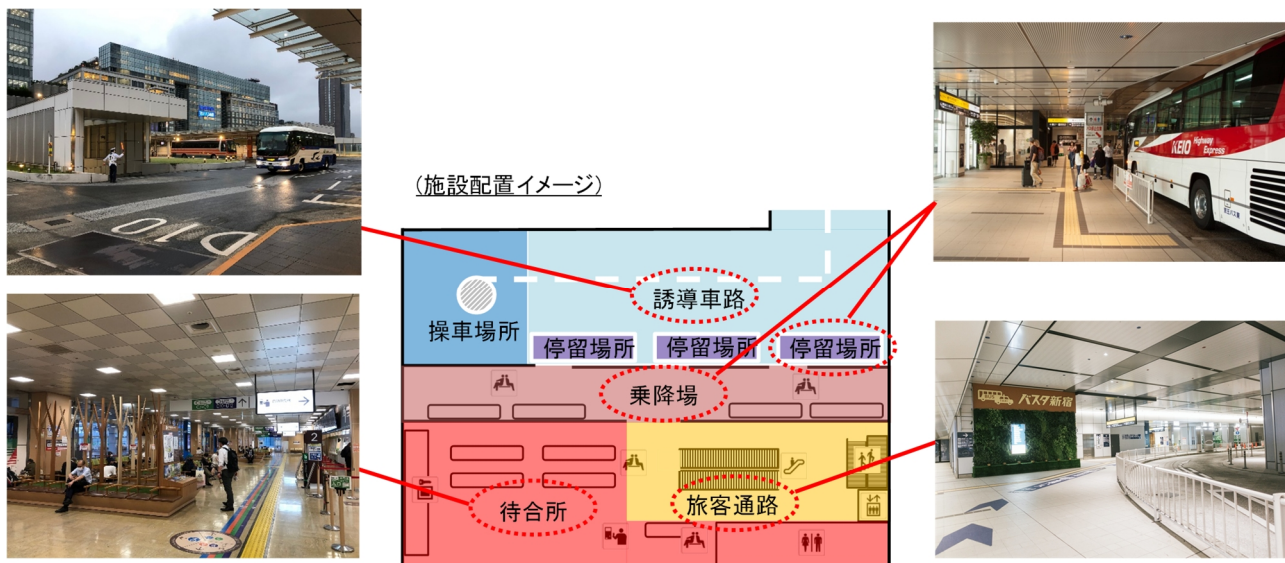 D10
(施設配置イメージ)
KEIO Highway Express
誘導車路
操車場所
停留場所 停留場所 停留場所
乗降場
2
バスタ新宿
待合所
旅客通路